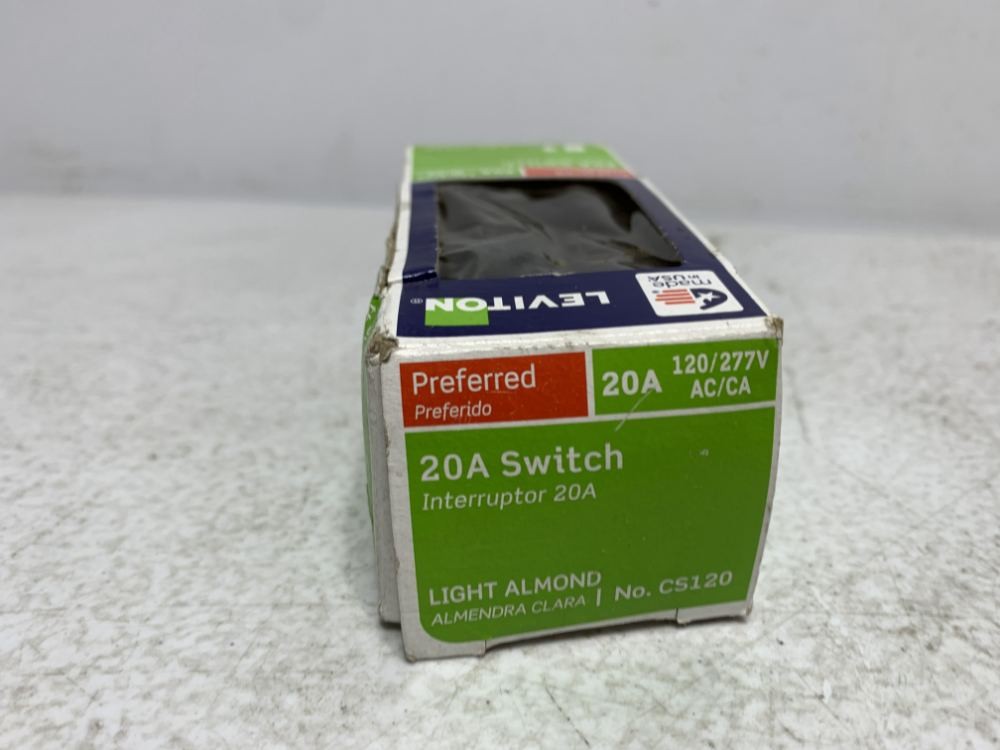 LEVITON®
made
in USA
Preferred
Preferido
20A
120/277V
AC/CA
20A Switch
Interruptor 20A
LIGHT ALMOND
ALMENDRA CLARA
No. CS120